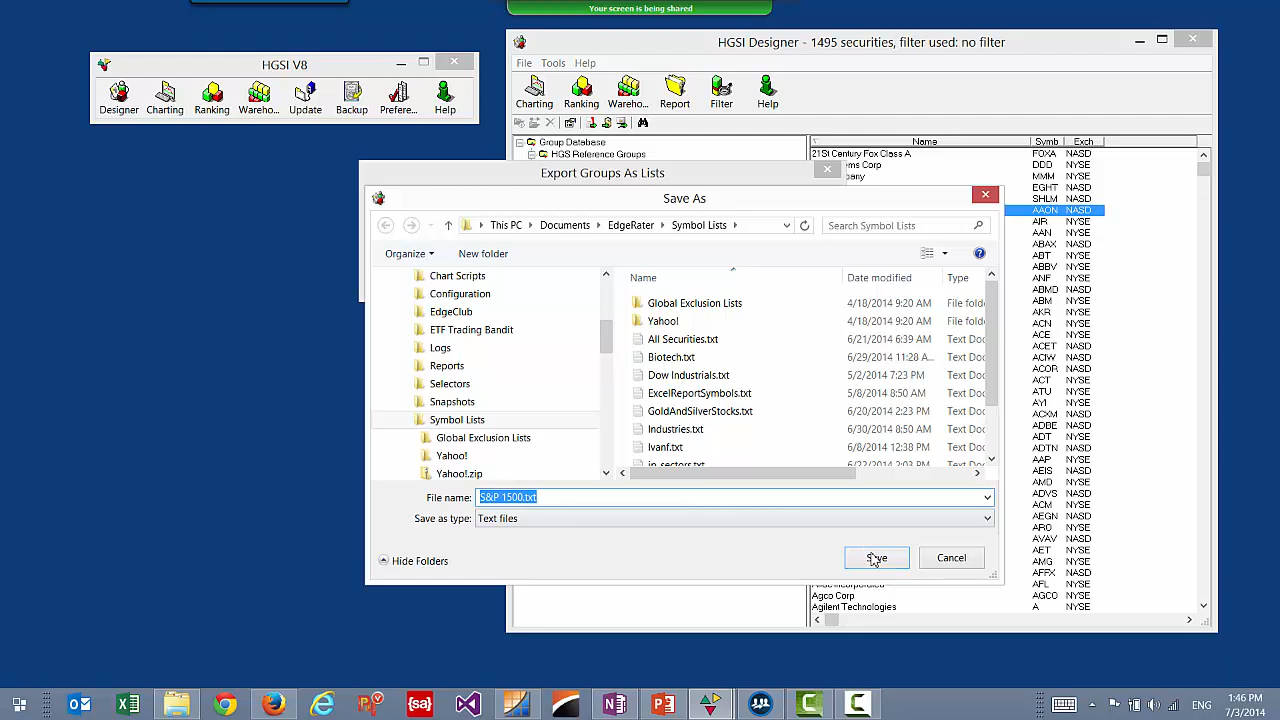 Your screen is being shared
HGSI V8
Designer Charting Ranking Wareho... Update Backup Prefere... Help
HGSI Designer - 1495 securities, filter used: no filter
File Tools Help
Charting Ranking Wareho... Report Filter Help
Group Database
HGS Reference Groups
Name Symb Exch
21St Century Fox Class A FOXA NASD
ms Corp DDD NYSE
mpany MMM NYSE
EGHT NASD
SHLM NASD
AAON NASD
AIR NYSE
AAN NYSE
ABAX NASD
ABT NYSE
ABBV NYSE
ANF NYSE
ABMD NASD
ABM NYSE
AKR NYSE
ACN NYSE
ACE NYSE
ACET NASD
ACIW NASD
ACOR NASD
ACT NYSE
ATU NYSE
AYI NYSE
ACXM NASD
ADBE NASD
ADT NYSE
ADTN NASD
AAP NYSE
AEIS NASD
AMD NYSE
ADVS NASD
ACM NYSE
AEGN NASD
ARO NYSE
AVAV NASD
AET NYSE
AMG NYSE
AFFX NASD
AFL NYSE
Agco Corp AGCO NYSE
Agilent Technologies A NYSE
Export Groups As Lists
Save As
This PC Documents EdgeRater Symbol Lists
Search Symbol Lists
Organize New folder
Chart Scripts
Configuration
EdgeClub
ETF Trading Bandit
Logs
Reports
Selectors
Snapshots
Symbol Lists
Global Exclusion Lists
Yahoo!
Yahoo!.zip
Name Date modified Type
Global Exclusion Lists 4/18/2014 9:20 AM File fold
Yahoo! 4/18/2014 9:20 AM File fold
All Securities.txt 6/21/2014 6:39 AM Text Doc
Biotech.txt 6/29/2014 11:28 A... Text Doc
Dow Industrials.txt 5/2/2014 7:23 PM Text Doc
ExcelReportSymbols.txt 5/8/2014 8:50 AM Text Doc
GoldAndSilverStocks.txt 6/20/2014 2:23 PM Text Doc
Industries.txt 6/30/2014 8:50 AM Text Doc
Ivanf.txt 6/8/2014 12:38 PM Text Doc
File name: S&P 1500.txt
Save as type: Text files
Hide Folders
Save Cancel
ENG
1:46 PM
7/3/2014